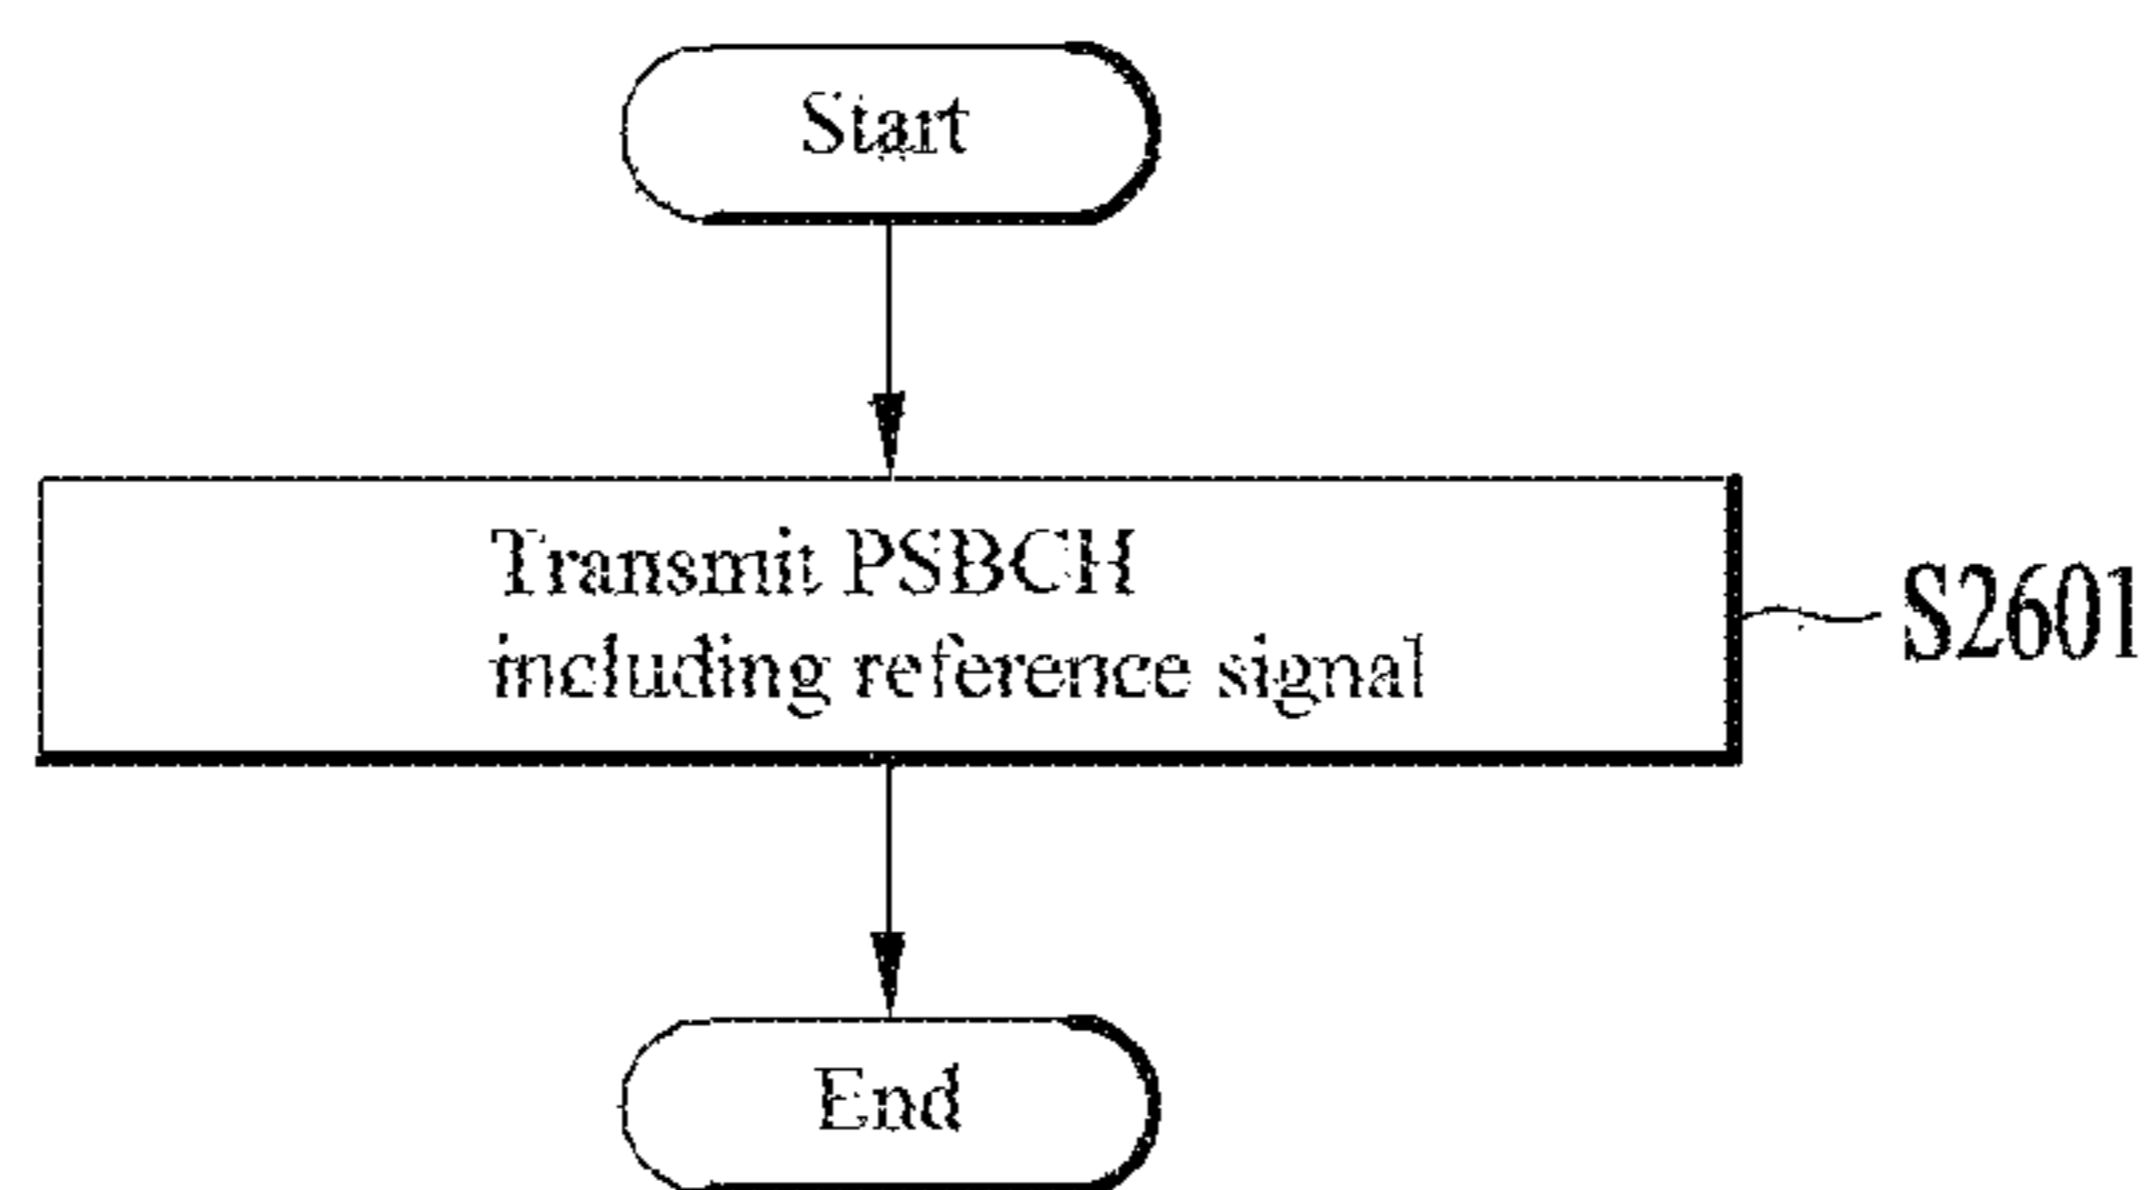 Start
Transmit PSBCH
including reference signal
S2601
End